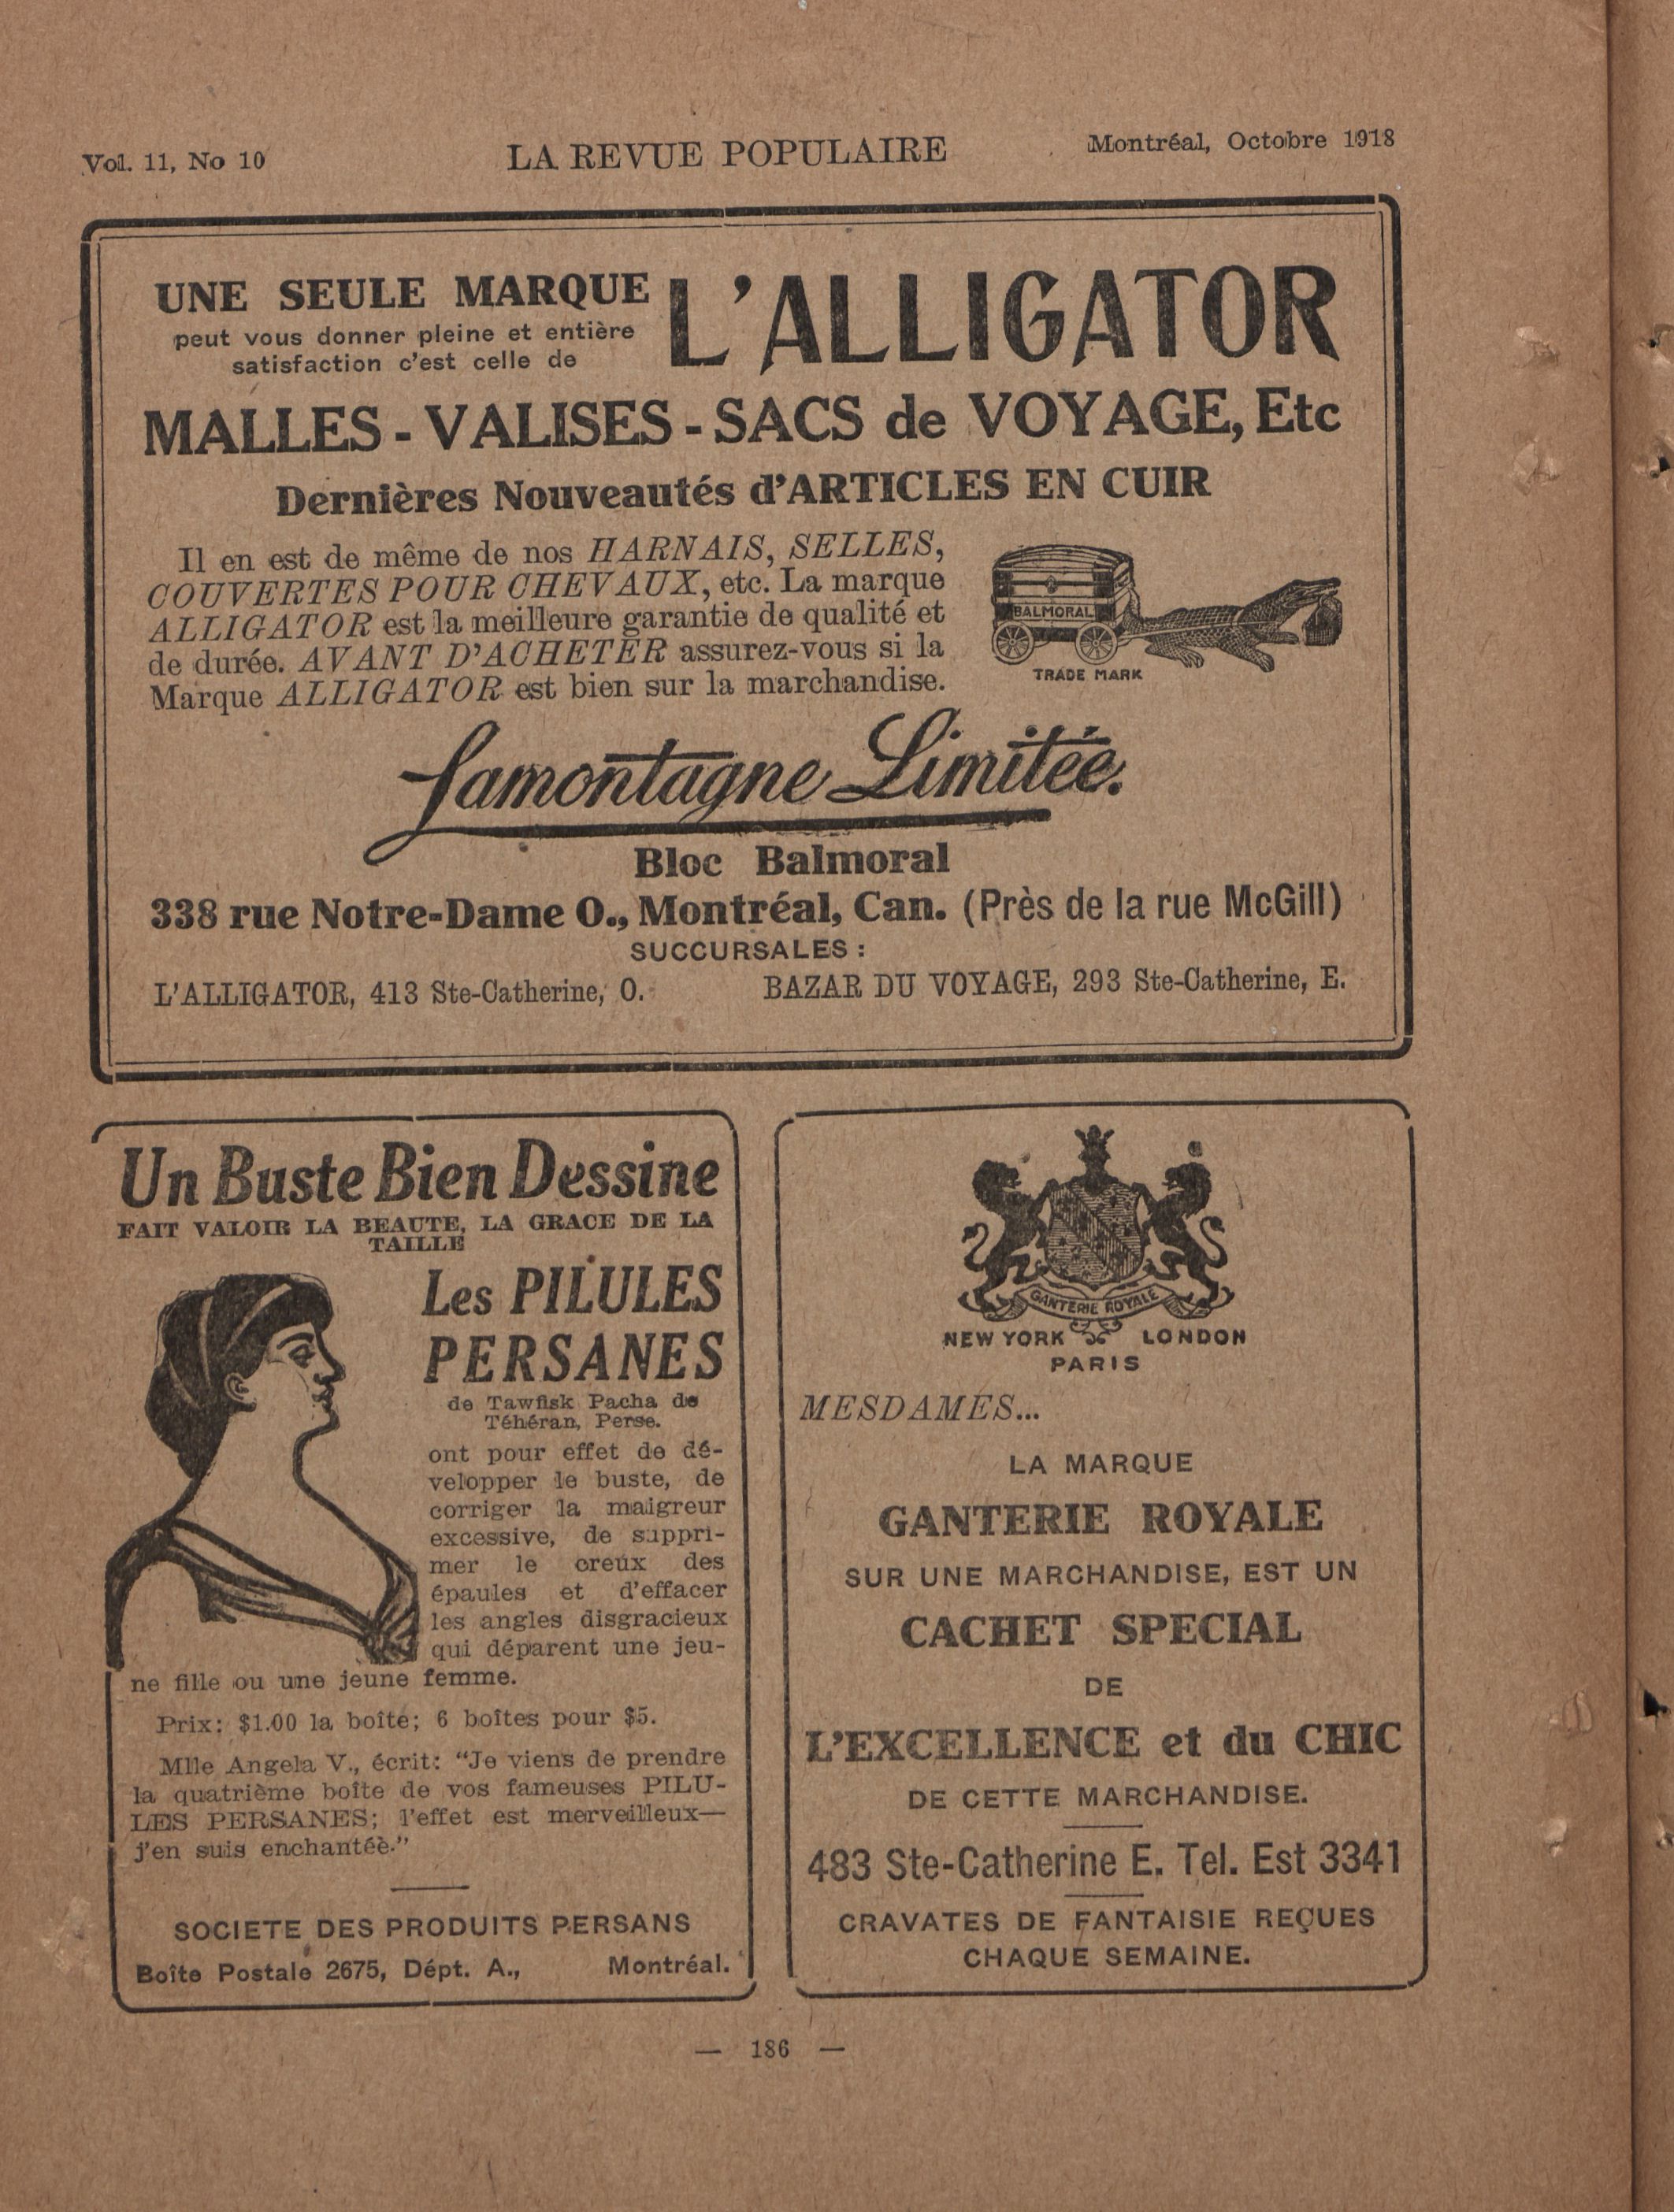 Vol. 11, No 10
LA REVUE POPULAIRE
Montréal, Octobre 1918
UNE SEULE MARQUE
peut vous donner pleine et entière
satisfaction c'est celle de
L'ALLIGATOR
MALLES - VALISES - SACS de VOYAGE, Etc
Dernières Nouveautés d'ARTICLES EN CUIR
Il en est de même de nos HARNAIS, SELLES,
COUVERTES POUR CHEVAUX, etc. La marque
ALLIGATOR est la meilleure garantie de qualité et
de durée. AVANT D'ACHETER assurez-vous si la
Marque ALLIGATOR est bien sur la marchandise.
BALMORAL
TRADE MARK
Lamontagne Limitée.
Bloc Balmoral
338 rue Notre-Dame O., Montréal, Can. (Près de la rue McGill)
SUCCURSALES :
L'ALLIGATOR, 413 Ste-Catherine, O.
BAZAR DU VOYAGE, 293 Ste-Catherine, E.
Un Buste Bien Dessine
FAIT VALOIR LA BEAUTE, LA GRACE DE LA
TAILLE
Les PILULES
PERSANES
de Tawfisk Pacha de
Téhéran, Perse.
ont pour effet de dé-
velopper le buste, de
corriger la maigreur
excessive, de suppri-
mer le creux des
épaules et d'effacer
les angles disgracieux
qui déparent une jeu-
ne fille ou une jeune femme.
Prix: $1.00 la boîte; 6 boîtes pour $5.
Mlle Angela V., écrit: "Je viens de prendre
la quatrième boîte de vos fameuses PILU-
LES PERSANES; l'effet est merveilleux—
j'en suis enchantée."
SOCIETE DES PRODUITS PERSANS
Boîte Postale 2675, Dépt. A., Montréal.
GANTERIE ROYALE
NEW YORK LONDON
PARIS
MESDAMES...
LA MARQUE
GANTERIE ROYALE
SUR UNE MARCHANDISE, EST UN
CACHET SPECIAL
DE
L'EXCELLENCE et du CHIC
DE CETTE MARCHANDISE.
483 Ste-Catherine E. Tel. Est 3341
CRAVATES DE FANTAISIE REÇUES
CHAQUE SEMAINE.
— 186 —